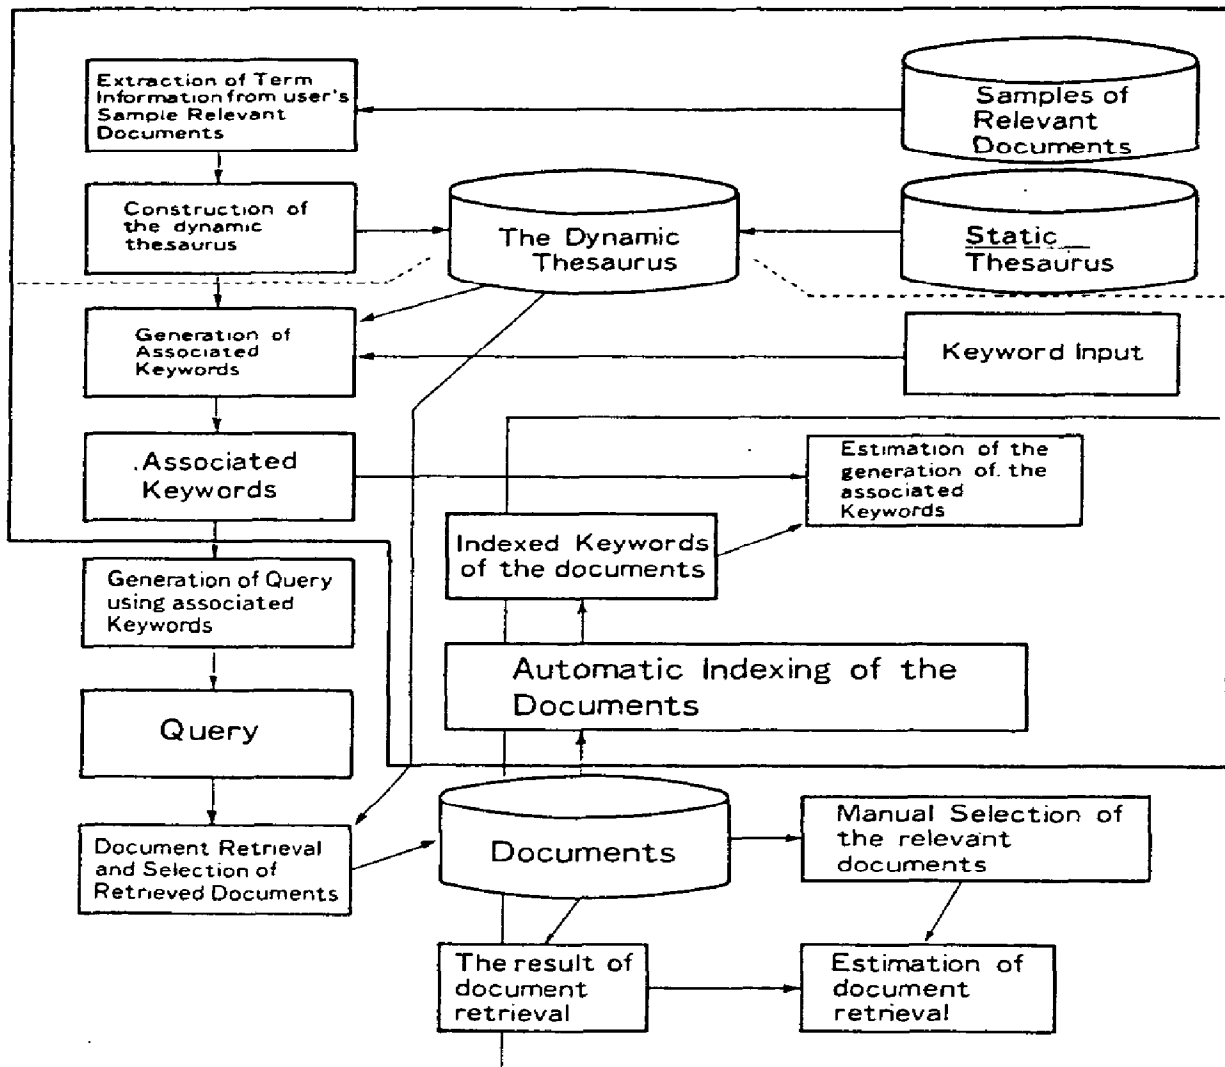 Extraction of Term
Information from user's
Sample Relevant
Documents
Samples of
Relevant
Documents
Construction of
the dynamic
thesaurus
The Dynamic
Thesaurus
Static
Thesaurus
Generation of
Associated
Keywords
Keyword Input
Associated
Keywords
Estimation of the
generation of the
associated
Keywords
Indexed Keywords
of the documents
Generation of Query
using associated
Keywords
Automatic Indexing of the
Documents
Query
Document Retrieval
and Selection of
Retrieved Documents
Documents
Manual Selection of
the relevant
documents
The result of
document
retrieval
Estimation of
document
retrieval